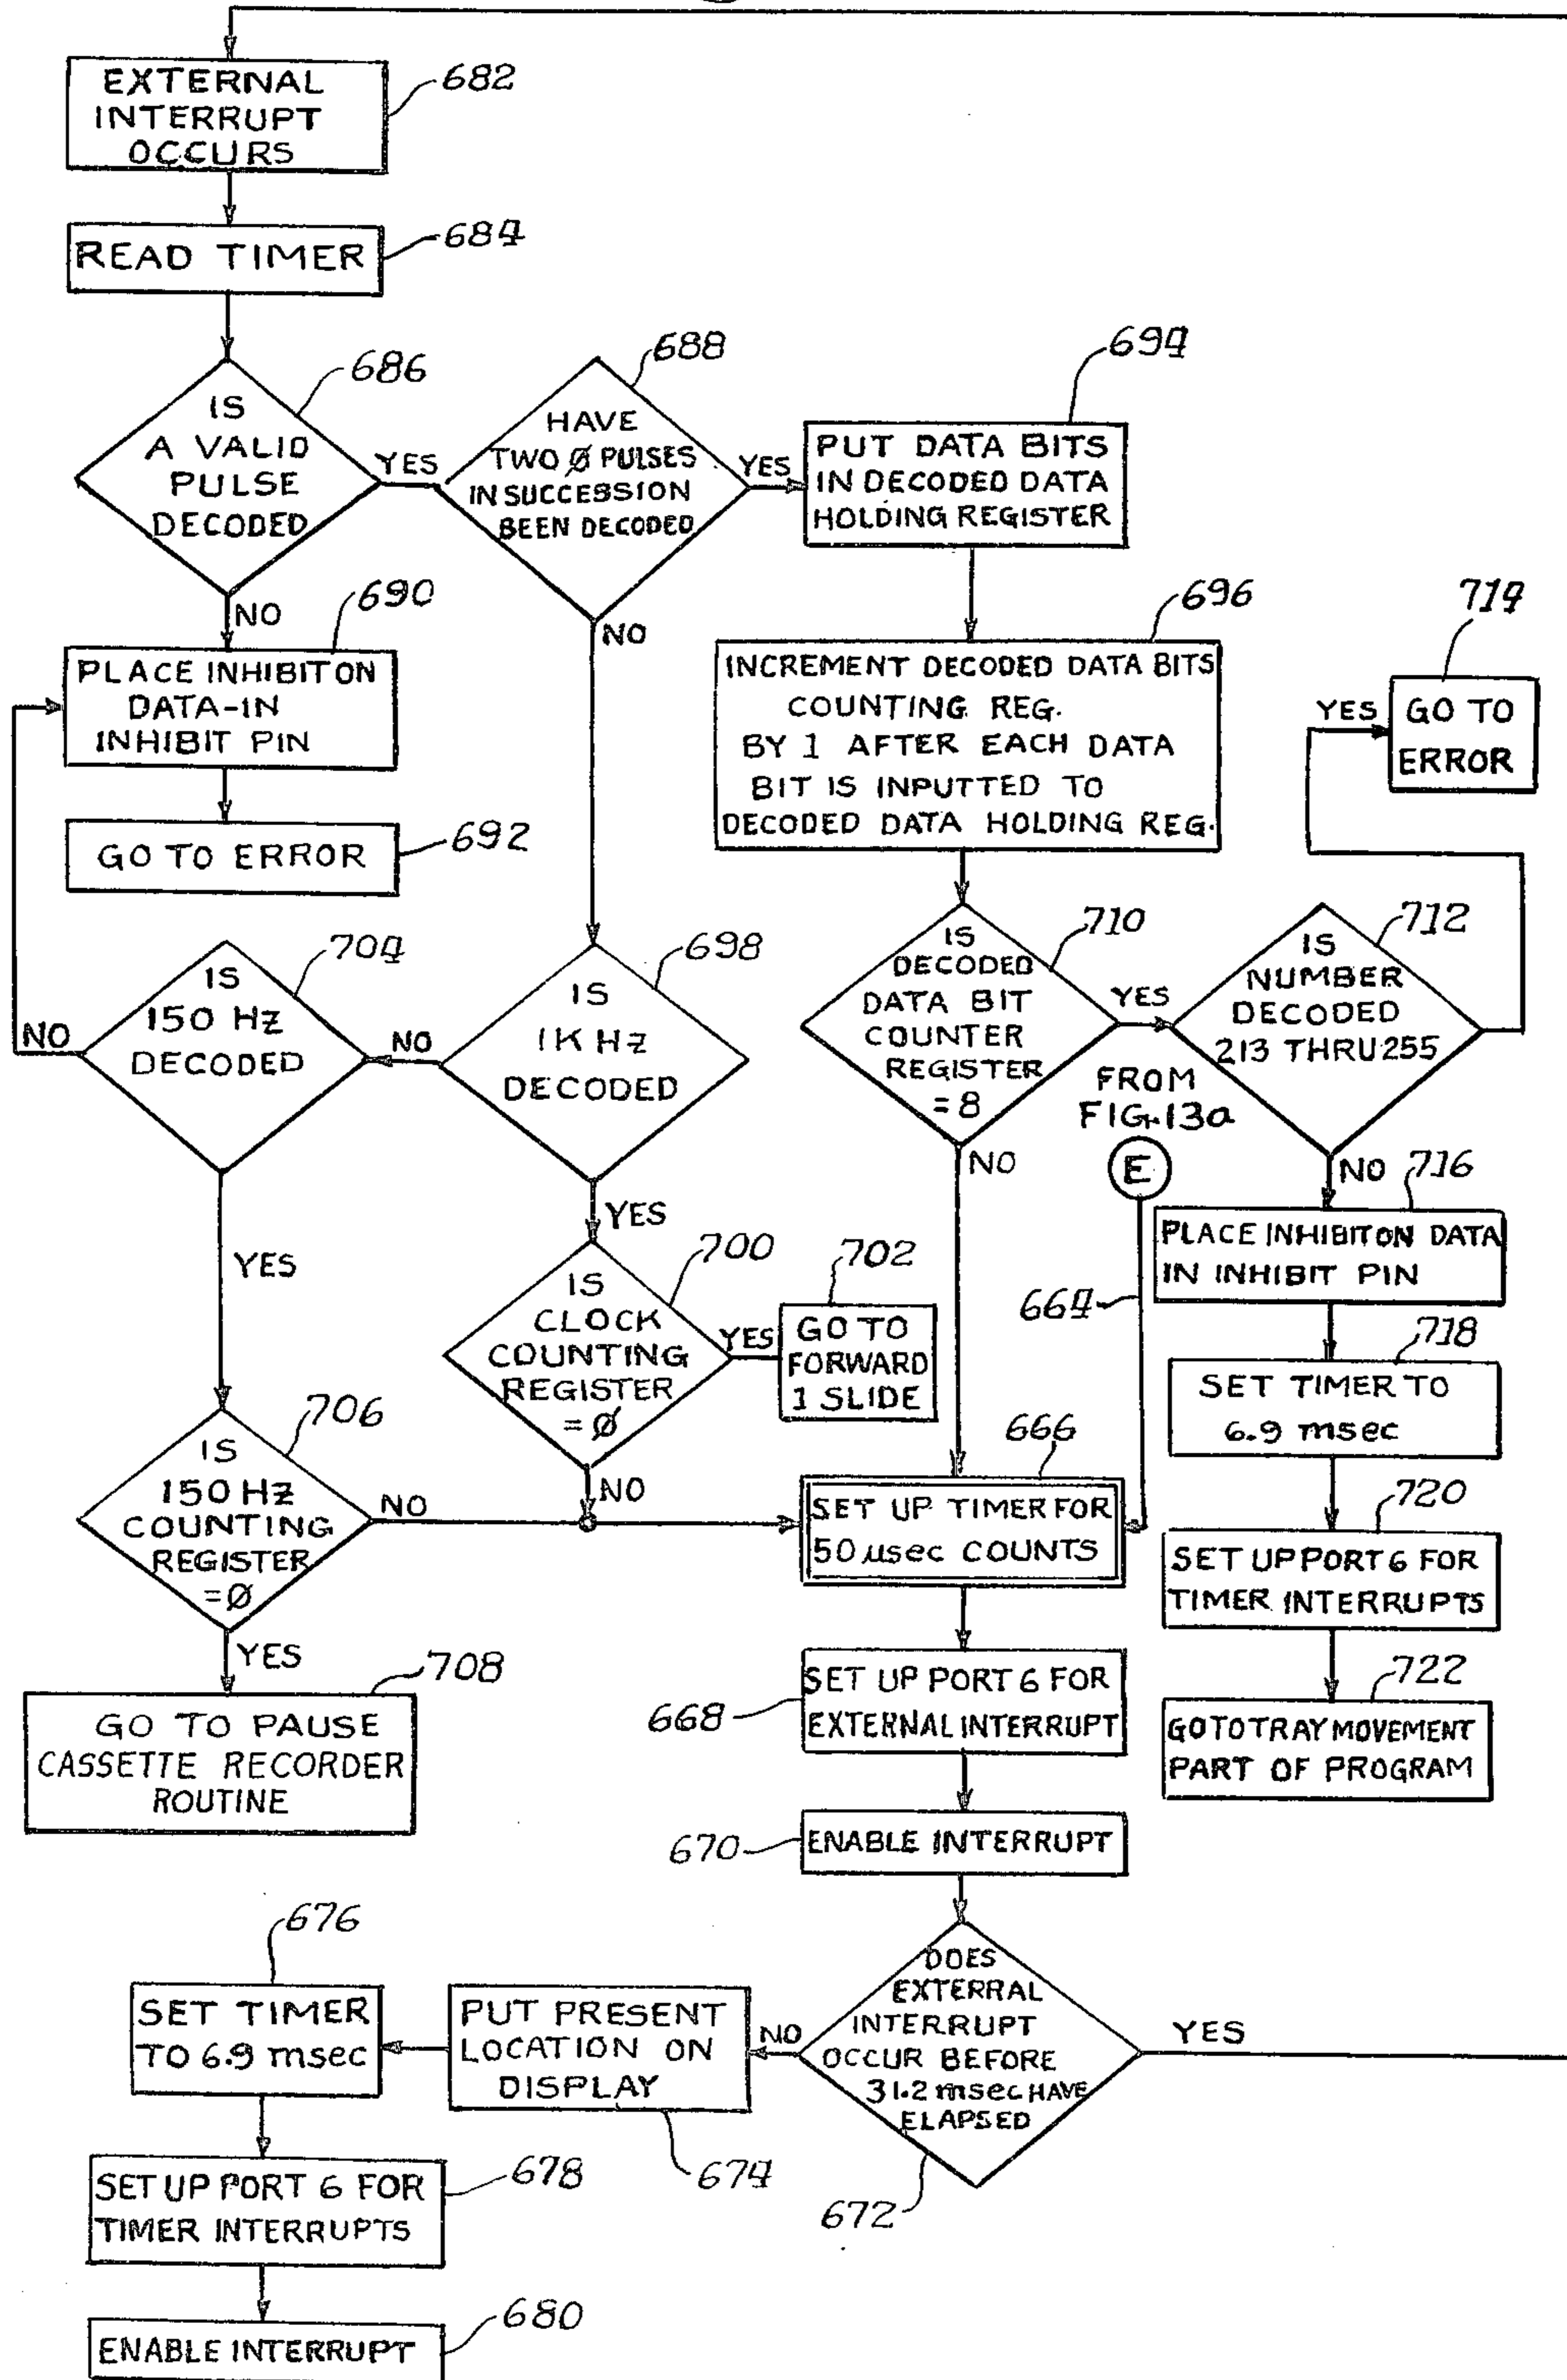 EXTERNAL
INTERRUPT
OCCURS
682
READ TIMER
684
IS
A VALID
PULSE
DECODED
686
YES
NO
HAVE
TWO Ø PULSES
IN SUCCESSION
BEEN DECODED
688
YES
NO
PUT DATA BITS
IN DECODED DATA
HOLDING REGISTER
694
PLACE INHIBIT ON
DATA-IN
INHIBIT PIN
690
GO TO ERROR
692
INCREMENT DECODED DATA BITS
COUNTING REG.
BY 1 AFTER EACH DATA
BIT IS INPUTTED TO
DECODED DATA HOLDING REG.
696
714
YES
GO TO
ERROR
IS
150 HZ
DECODED
704
NO
YES
IS
1K HZ
DECODED
698
NO
YES
IS
DECODED
DATA BIT
COUNTER
REGISTER
= 8
710
YES
NO
IS
NUMBER
DECODED
213 THRU 255
712
NO
FROM
FIG. 13a
E
664
PLACE INHIBIT ON DATA
IN INHIBIT PIN
716
IS
CLOCK
COUNTING
REGISTER
= Ø
700
YES
NO
GO TO
FORWARD
1 SLIDE
702
SET TIMER TO
6.9 msec
718
IS
150 HZ
COUNTING
REGISTER
= Ø
706
NO
YES
SET UP TIMER FOR
50 µsec COUNTS
666
SET UP PORT 6 FOR
TIMER INTERRUPTS
720
GO TO PAUSE
CASSETTE RECORDER
ROUTINE
708
SET UP PORT 6 FOR
EXTERNAL INTERRUPT
668
GO TO TRAY MOVEMENT
PART OF PROGRAM
722
ENABLE INTERRUPT
670
DOES
EXTERRAL
INTERRUPT
OCCUR BEFORE
31.2 msec HAVE
ELAPSED
672
NO
YES
PUT PRESENT
LOCATION ON
DISPLAY
674
SET TIMER
TO 6.9 msec
676
SET UP PORT 6 FOR
TIMER INTERRUPTS
678
ENABLE INTERRUPT
680